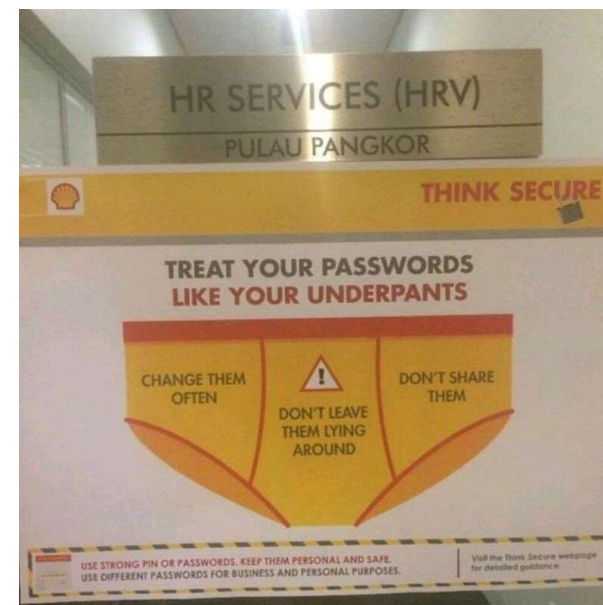 HR SERVICES (HRV)
PULAU PANGKOR
THINK SECURE
TREAT YOUR PASSWORDS
LIKE YOUR UNDERPANTS
CHANGE THEM
OFTEN
DON'T LEAVE
THEM LYING
AROUND
DON'T SHARE
THEM
USE STRONG PIN OR PASSWORDS. KEEP THEM PERSONAL AND SAFE.
USE DIFFERENT PASSWORDS FOR BUSINESS AND PERSONAL PURPOSES.
Visit the Think Secure webpage
for detailed guidance.